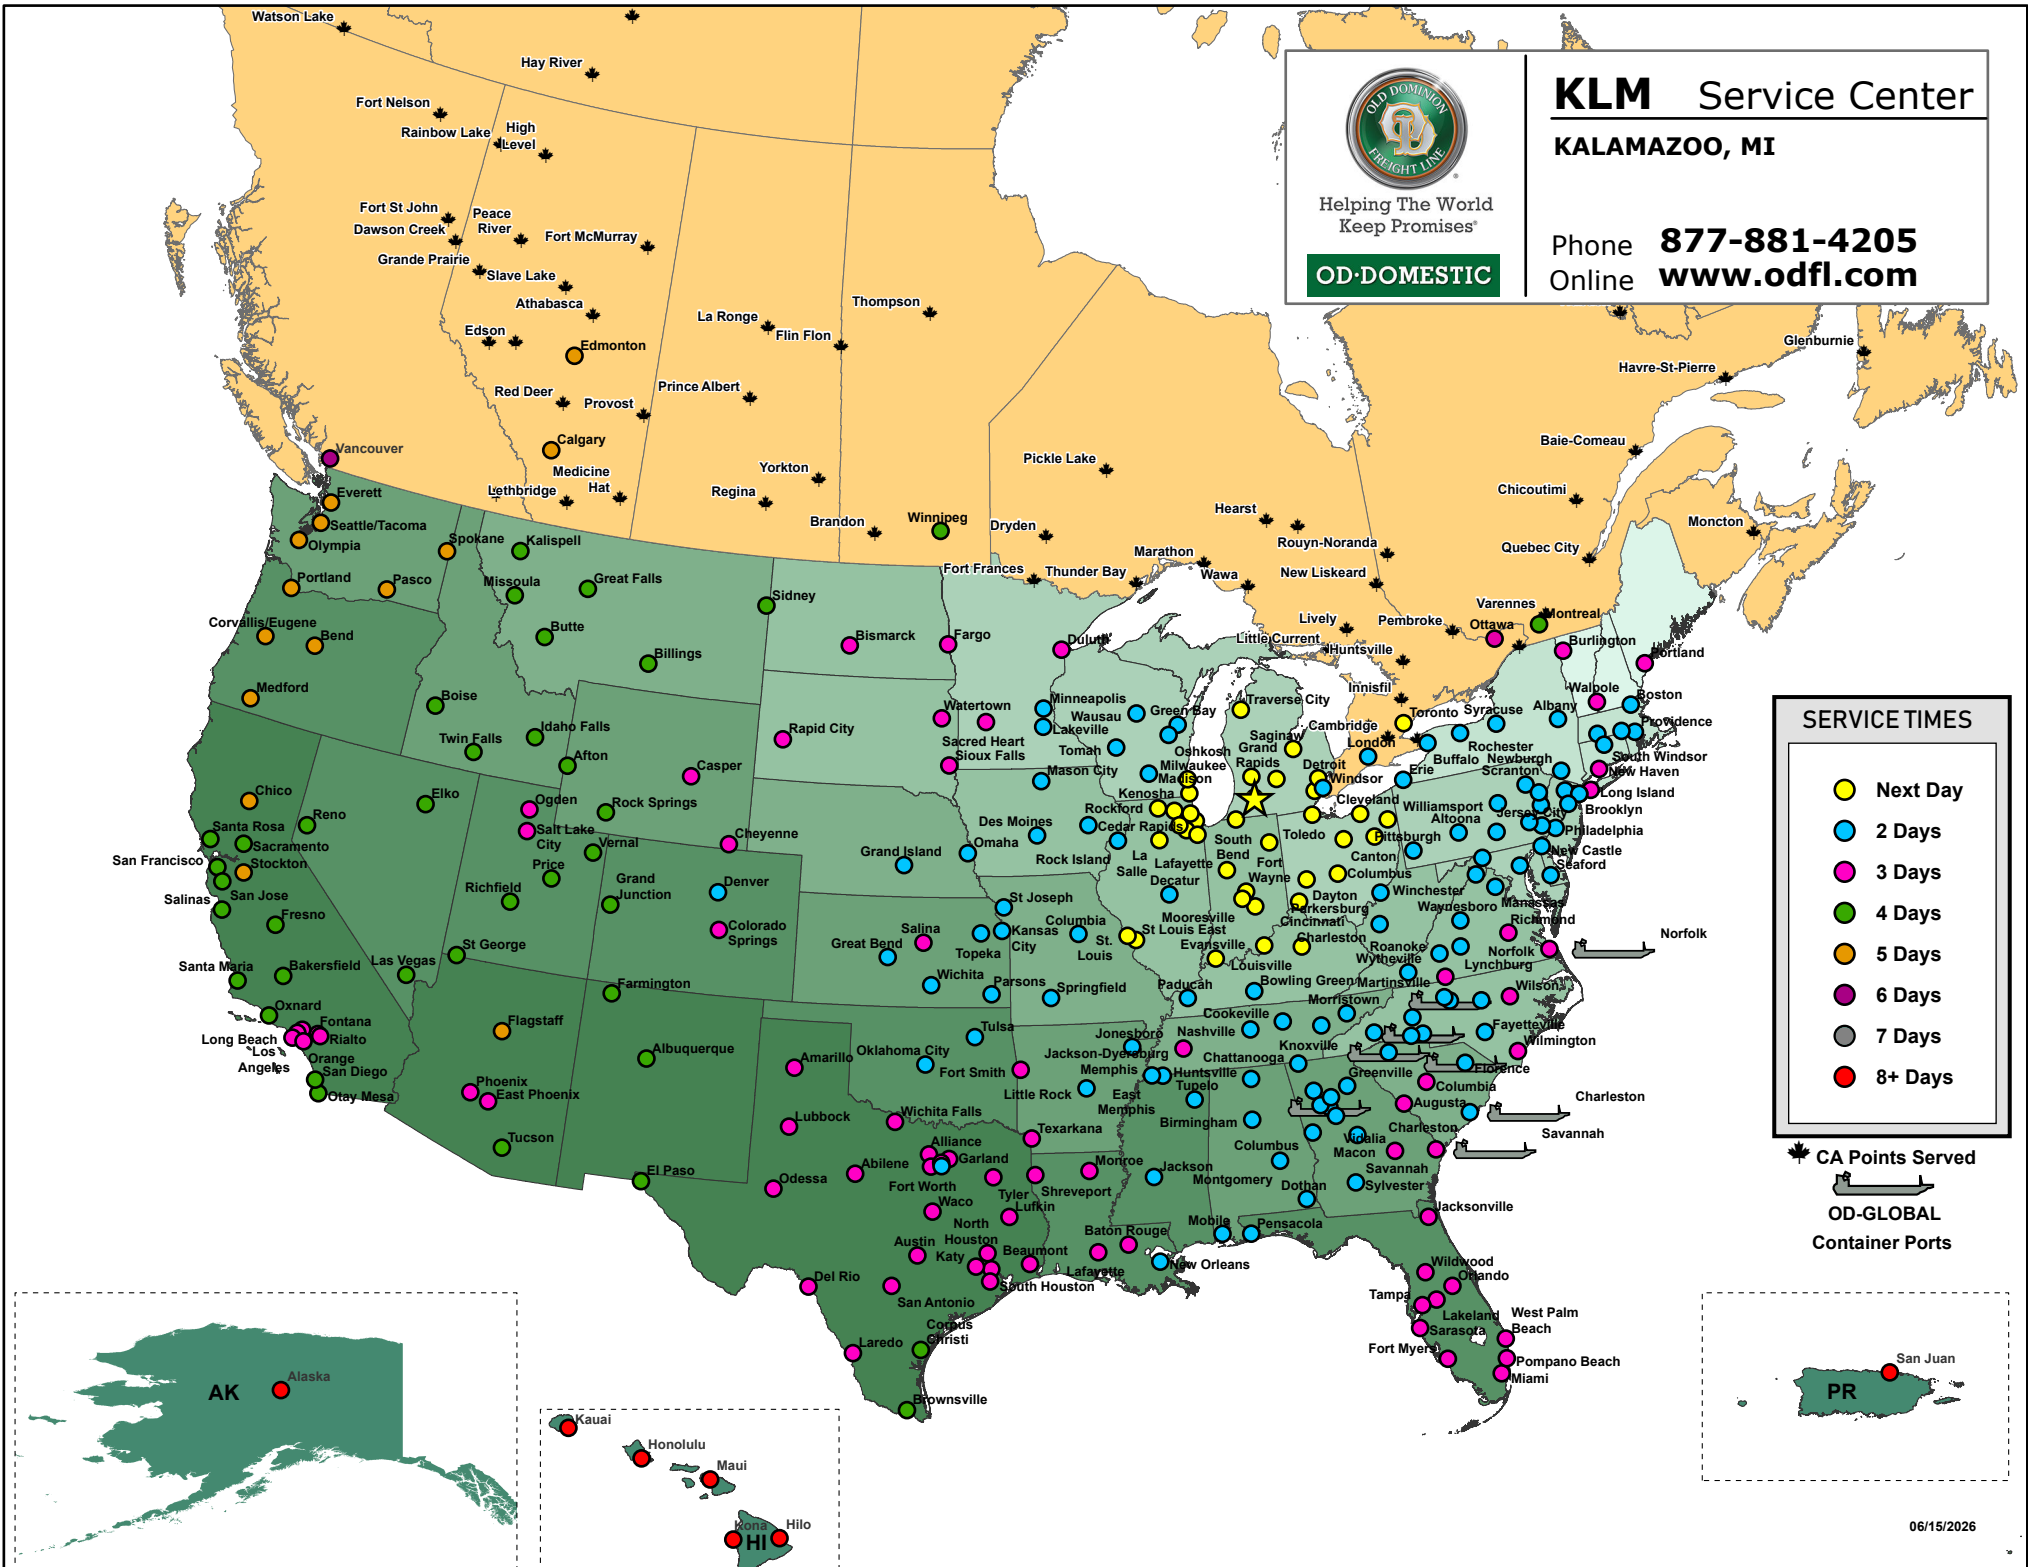 Watson Lake
Hay River
Fort Nelson
Rainbow Lake
High
Level
Fort St John
Dawson Creek
Peace
River
Fort McMurray
Grande Prairie
Slave Lake
Athabasca
Edson
Edmonton
La Ronge
Flin Flon
Thompson
Red Deer
Provost
Prince Albert
Calgary
Medicine
Hat
Lethbridge
Yorkton
Regina
Brandon
Winnipeg
Vancouver
Pickle Lake
Dryden
Fort Frances
Thunder Bay
Marathon
Wawa
Hearst
Rouyn-Noranda
New Liskeard
Lively
Little Current
Huntsville
Pembroke
Ottawa
Varennes
Montreal
Innisfil
Cambridge
Toronto
London
Windsor
Glenburnie
Havre-St-Pierre
Baie-Comeau
Chicoutimi
Quebec City
Moncton
OLD DOMINION
FREIGHT LINE
Helping The World
Keep Promises®
OD·DOMESTIC
KLM Service Center
KALAMAZOO, MI
Phone 877-881-4205
Online www.odfl.com
Everett
Seattle/Tacoma
Olympia
Spokane
Portland
Pasco
Corvallis/Eugene
Bend
Medford
Kalispell
Missoula
Great Falls
Butte
Billings
Sidney
Boise
Idaho Falls
Twin Falls
Afton
Casper
Rock Springs
Cheyenne
Bismarck
Fargo
Duluth
Rapid City
Watertown
Sacred Heart
Sioux Falls
Minneapolis
Lakeville
Wausau
Green Bay
Tomah
Oshkosh
Milwaukee
Madison
Kenosha
Mason City
Traverse City
Saginaw
Grand
Rapids
Detroit
Chico
Reno
Elko
Santa Rosa
Sacramento
San Francisco
Stockton
San Jose
Salinas
Fresno
Santa Maria
Bakersfield
Las Vegas
Oxnard
Fontana
Rialto
Long Beach
Los
Angeles
Orange
San Diego
Otay Mesa
Ogden
Salt Lake
City
Vernal
Price
Richfield
Grand
Junction
St George
Denver
Colorado
Springs
Farmington
Flagstaff
Albuquerque
Phoenix
East Phoenix
Tucson
El Paso
Grand Island
Omaha
Des Moines
Cedar Rapids
Rockford
Rock Island
La
Salle
Lafayette
South
Bend
Fort
Wayne
Toledo
Cleveland
Canton
Columbus
Dayton
Cincinnati
Parkersburg
Charleston
Pittsburgh
Decatur
Mooresville
St Louis East
St.
Louis
Evansville
Louisville
St Joseph
Kansas
City
Topeka
Columbia
Salina
Great Bend
Wichita
Parsons
Springfield
Paducah
Bowling Green
Tulsa
Oklahoma City
Fort Smith
Little Rock
Jonesboro
Jackson-Dyersburg
Memphis
East
Memphis
Nashville
Cookeville
Chattanooga
Knoxville
Morristown
Huntsville
Tupelo
Birmingham
Montgomery
Dothan
Mobile
Pensacola
Jackson
New Orleans
Baton Rouge
Lafayette
Monroe
Shreveport
Texarkana
Amarillo
Lubbock
Wichita Falls
Alliance
Garland
Abilene
Fort Worth
Odessa
Waco
Tyler
Lufkin
North
Houston
Austin
Katy
Beaumont
South Houston
Del Rio
San Antonio
Corpus
Christi
Laredo
Brownsville
Burlington
Portland
Walpole
Boston
Providence
Syracuse
Albany
Rochester
Buffalo
Erie
Newburgh
Scranton
South Windsor
New Haven
Long Island
Brooklyn
Jersey City
Williamsport
Altoona
Philadelphia
New Castle
Seaford
Winchester
Waynesboro
Manassas
Richmond
Norfolk
Norfolk
Roanoke
Wytheville
Lynchburg
Martinsville
Wilson
Fayetteville
Wilmington
Greenville
Florence
Columbia
Augusta
Charleston
Charleston
Savannah
Savannah
Vidalia
Macon
Columbus
Sylvester
Jacksonville
Wildwood
Orlando
Tampa
Lakeland
Sarasota
Fort Myers
West Palm
Beach
Pompano Beach
Miami
SERVICE TIMES
Next Day
2 Days
3 Days
4 Days
5 Days
6 Days
7 Days
8+ Days
CA Points Served
OD-GLOBAL
Container Ports
AK
Alaska
Kauai
Honolulu
Maui
Kona
Hilo
HI
San Juan
PR
06/15/2026